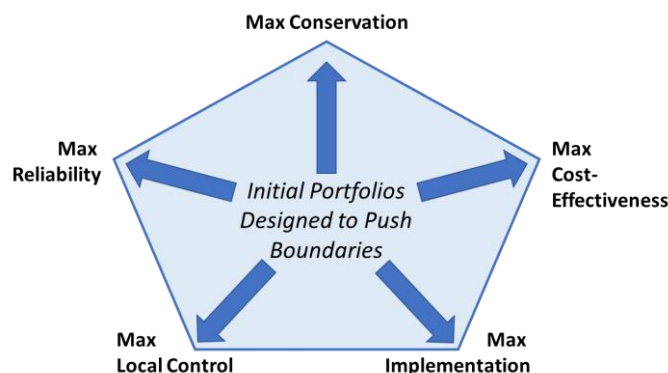 Max Conservation
Max
Reliability
Max
Cost-
Effectiveness
Initial Portfolios
Designed to Push
Boundaries
Max
Local Control
Max
Implementation